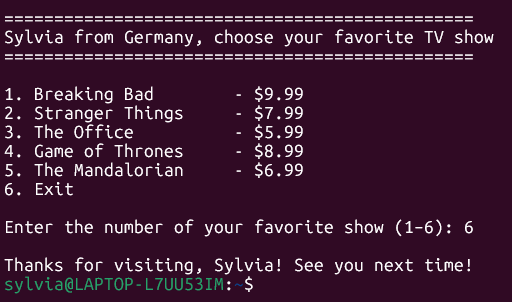 ===============================================
Sylvia from Germany, choose your favorite TV show
===============================================
1. Breaking Bad        - $9.99
2. Stranger Things     - $7.99
3. The Office          - $5.99
4. Game of Thrones     - $8.99
5. The Mandalorian     - $6.99
6. Exit
Enter the number of your favorite show (1-6): 6
Thanks for visiting, Sylvia! See you next time!
sylvia@LAPTOP-L7UU53IM:~$